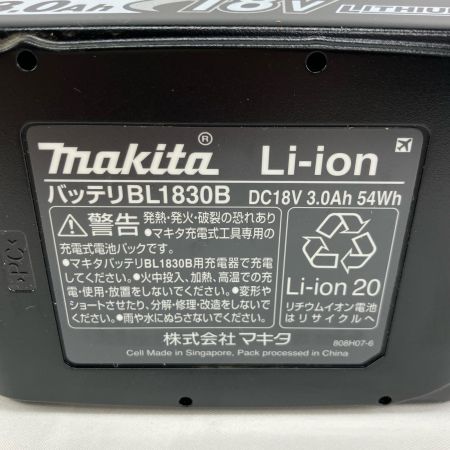 3.0Ah 18V LITHIUM
makita® Li-ion
バッテリBL1830B DC18V 3.0Ah 54Wh
警告 発熱・発火・破裂の恐れあり
●マキタ充電式工具専用の
充電式電池パックです。
●マキタバッテリBL1830B用充電器で充電
してください。●火中投入、加熱、高温での充
電・使用・放置をしないでください。●変形や
ショートさせたり、分解・修理・改造をしないで
ください。●雨や水にぬらさないでください。
Li-ion 20
リチウムイオン電池
はリサイクルへ
株式会社マキタ
Cell Made in Singapore, Pack processed in China
808H07-6
>PC<